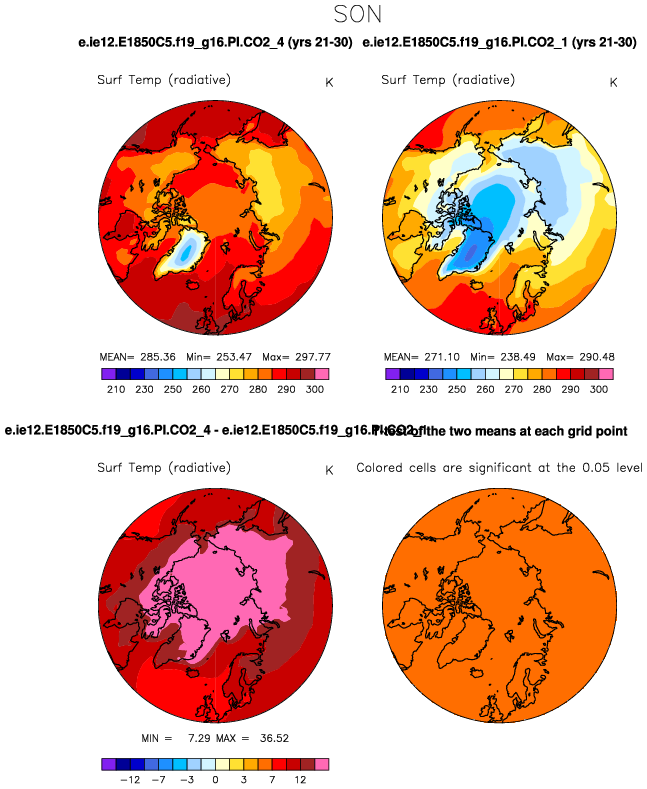 SON
e.ie12.E1850C5.f19_g16.PI.CO2_4 (yrs 21-30) e.ie12.E1850C5.f19_g16.PI.CO2_1 (yrs 21-30)
Surf Temp (radiative) K Surf Temp (radiative) K
MEAN= 285.36 Min= 253.47 Max= 297.77 MEAN= 271.10 Min= 238.49 Max= 290.48
210 230 250 260 270 280 290 300 210 230 250 260 270 280 290 300
e.ie12.E1850C5.f19_g16.PI.CO2_4 - e.ie12.E1850C5.f19_g16.PI.CO2_1 T-test of the two means at each grid point
Surf Temp (radiative) K Colored cells are significant at the 0.05 level
MIN = 7.29 MAX = 36.52
-12 -7 -3 0 3 7 12